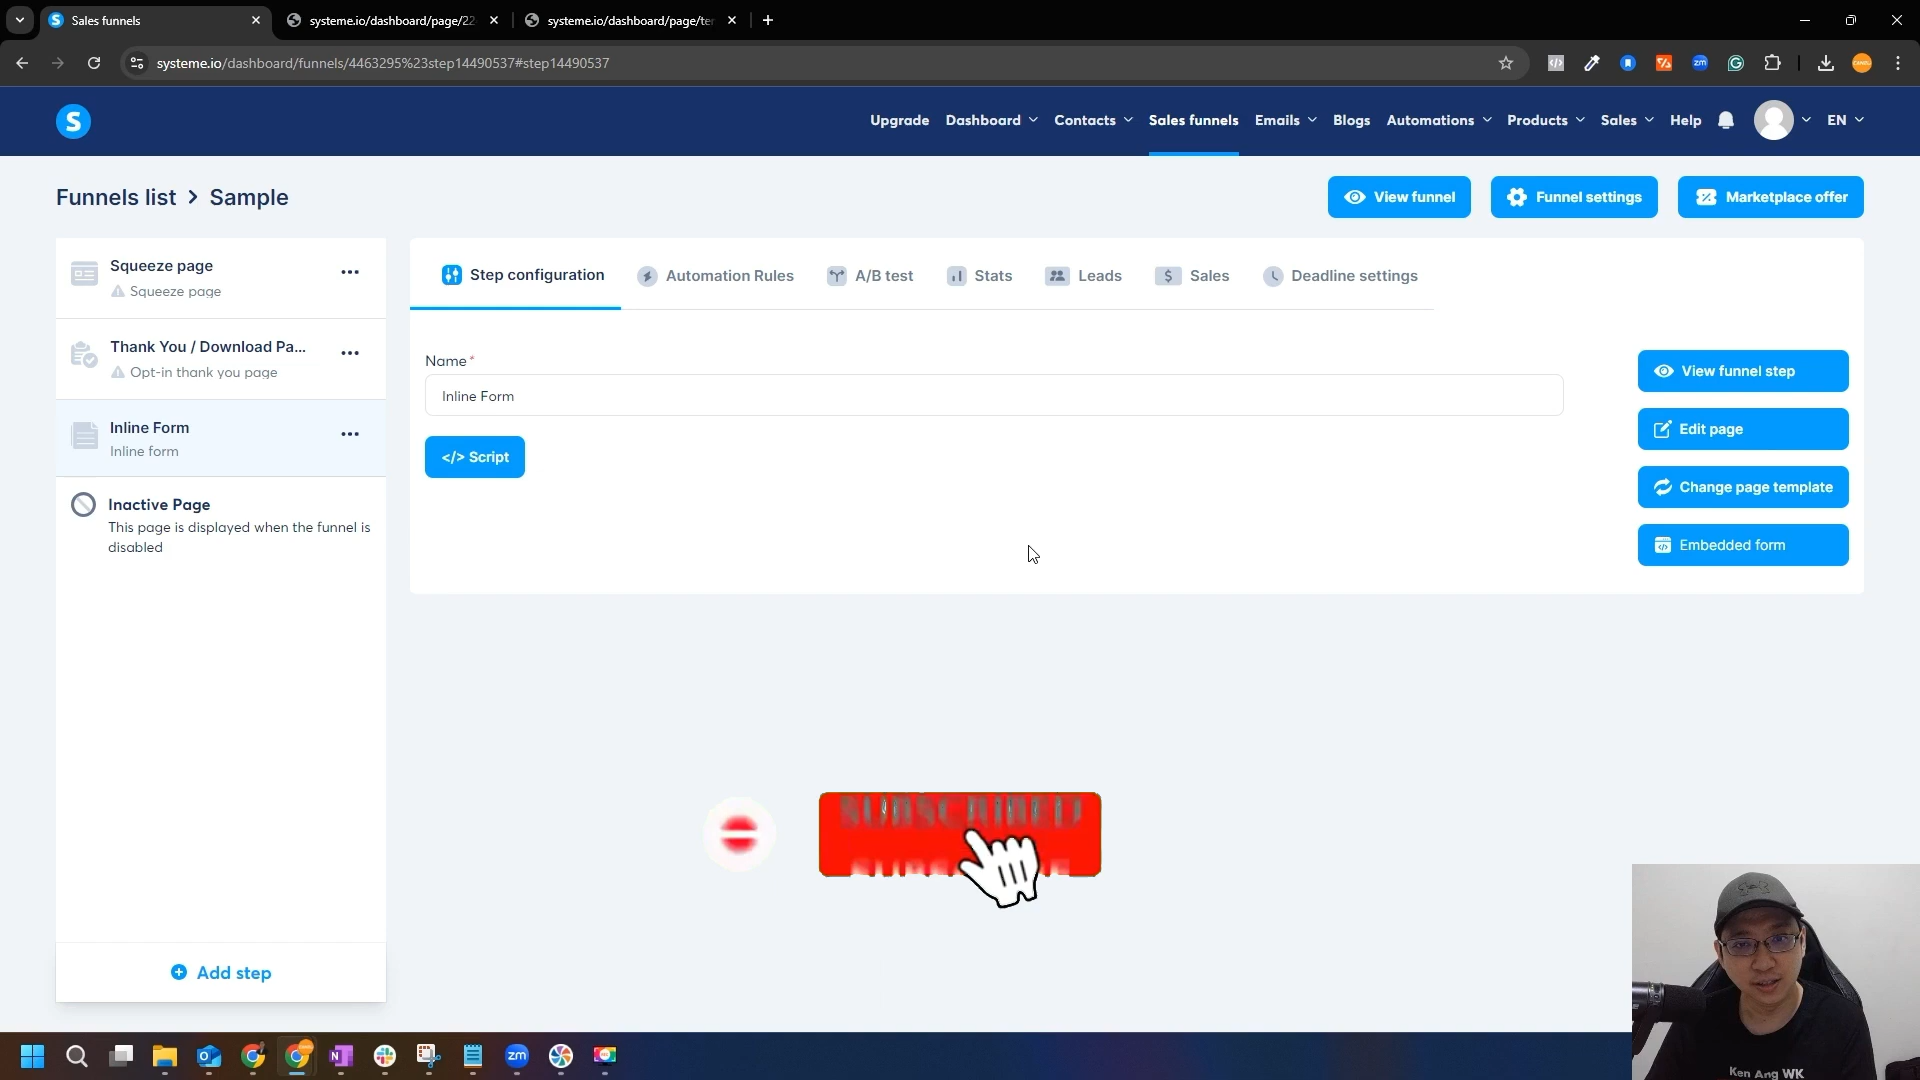 Sales funnels
systeme.io/dashboard/page/22
systeme.io/dashboard/page/ter
systeme.io/dashboard/funnels/4463295%23step14490537#step14490537
S
Upgrade
Dashboard
Contacts
Sales funnels
Emails
Blogs
Automations
Products
Sales
Help
EN
Funnels list > Sample
View funnel
Funnel settings
Marketplace offer
Squeeze page
Squeeze page
Thank You / Download Pa...
Opt-in thank you page
Inline Form
Inline form
Inactive Page
This page is displayed when the funnel is
disabled
Add step
Step configuration
Automation Rules
A/B test
Stats
Leads
Sales
Deadline settings
Name*
Inline Form
</> Script
View funnel step
Edit page
Change page template
Embedded form
SUBSCRIBED
Ken Ang WK